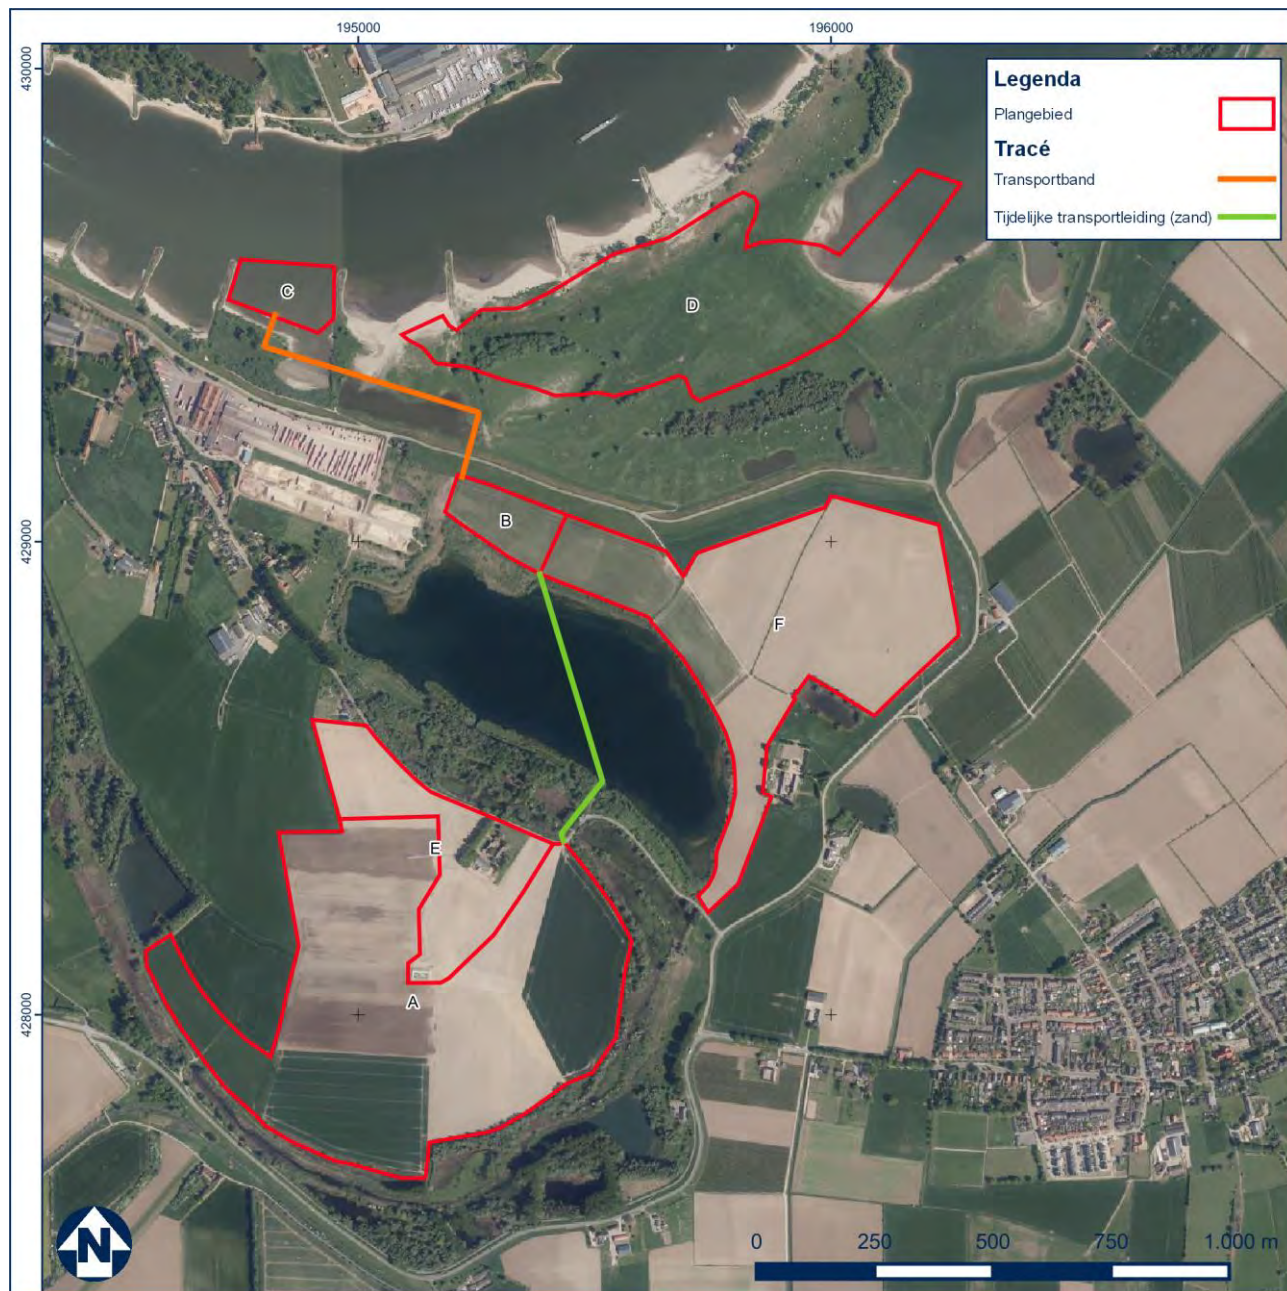 195000 196000
430000
Legenda
Plangebied
Tracé
Transportband
Tijdelijke transportleiding (zand)
C
D
B
429000
F
E
A
428000
N
0 250 500 750 1.000 m